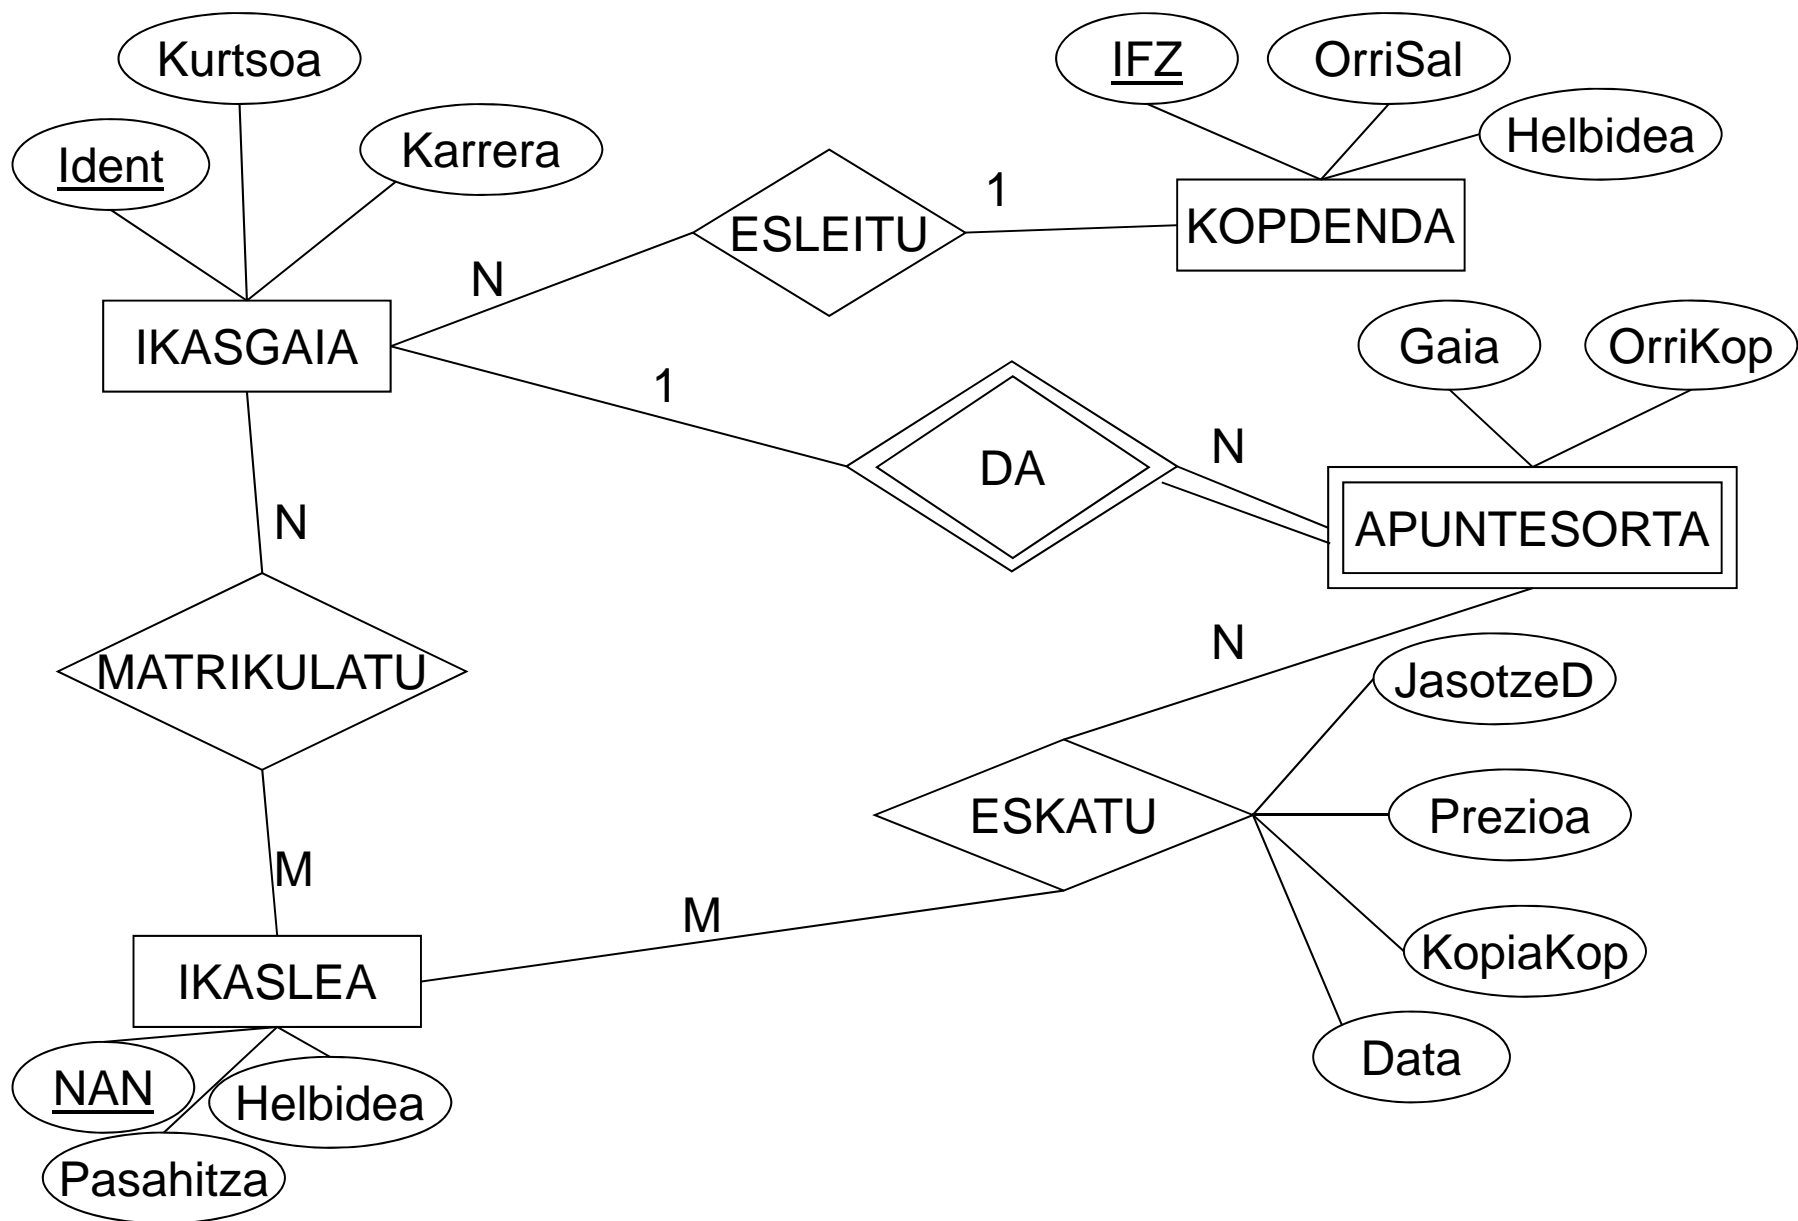 Kurtsoa
IFZ
OrriSal
Helbidea
Ident
Karrera
ESLEITU
1
KOPDENDA
N
IKASGAIA
Gaia
OrriKop
1
DA
N
APUNTESORTA
N
MATRIKULATU
N
JasotzeD
ESKATU
Prezioa
M
M
KopiaKop
IKASLEA
Data
NAN
Helbidea
Pasahitza